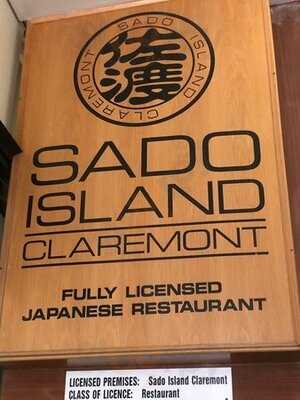 SADO ISLAND
佐渡
CLAREMONT
SADO
ISLAND
CLAREMONT
FULLY LICENSED
JAPANESE RESTAURANT
LICENSED PREMISES: Sado Island Claremont
CLASS OF LICENCE: Restaurant